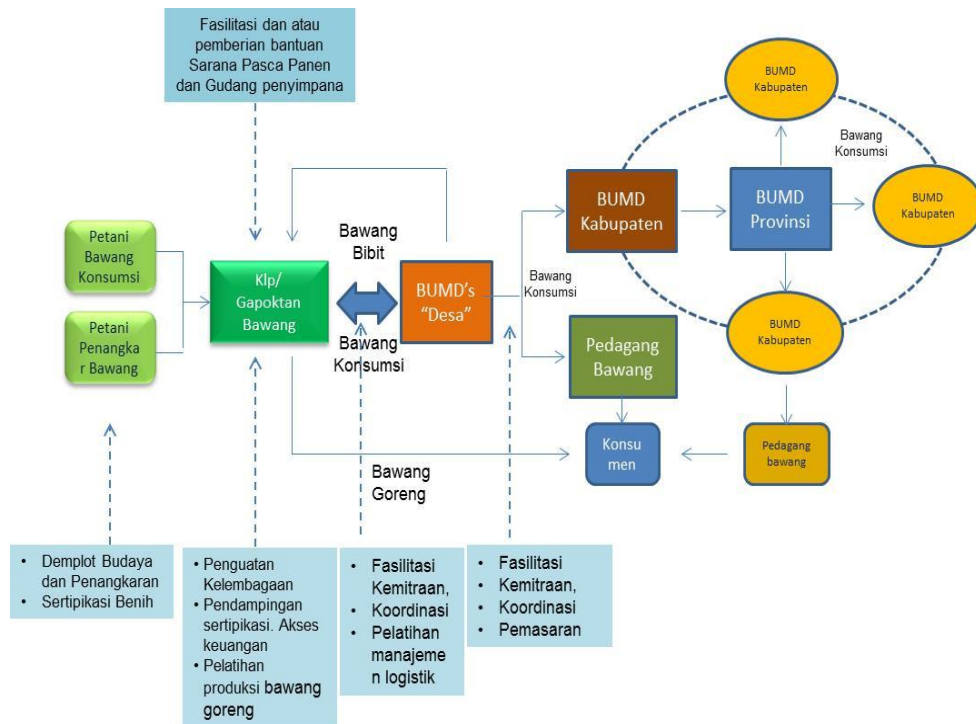 Fasilitasi dan atau
pemberian bantuan
Sarana Pasca Panen
dan Gudang penyimpana
BUMD
Kabupaten
Bawang
Konsumsi
BUMD
Kabupaten
BUMD
Provinsi
BUMD
Kabupaten
Petani
Bawang
Konsumsi
Petani
Penangka
r Bawang
Klp/
Gapoktan
Bawang
Bawang
Bibit
Bawang
Konsumsi
BUMD's
“Desa”
Bawang
Konsumsi
Pedagang
Bawang
BUMD
Kabupaten
Konsu
men
Pedagang
bawang
Bawang
Goreng
• Demplot Budaya
dan Penangkaran
• Sertipikasi Benih
• Penguatan
Kelembagaan
• Pendampingan
sertipikasi. Akses
keuangan
• Pelatihan
produksi bawang
goreng
• Fasilitasi
Kemitraan,
• Koordinasi
• Pelatihan
manajeme
n logistik
• Fasilitasi
• Kemitraan,
• Koordinasi
• Pemasaran